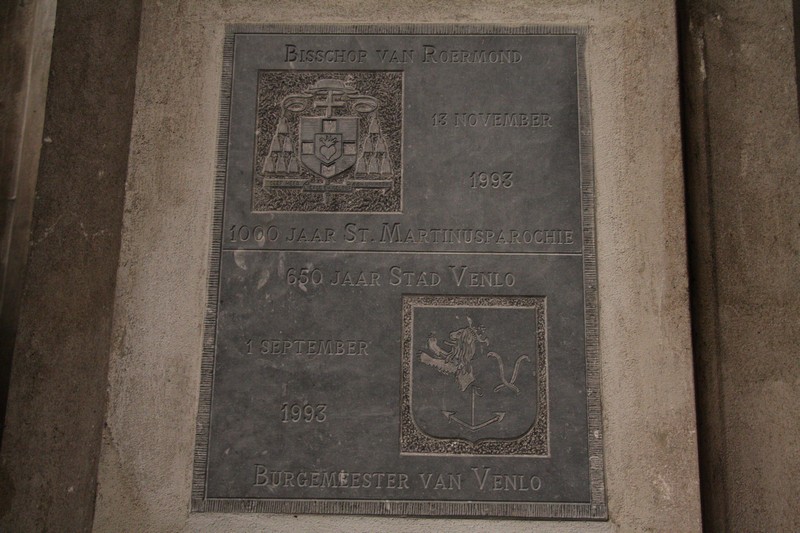 Bisschop van Roermond
13 november
1993
1000 jaar St. Martinusparochie
650 jaar Stad Venlo
1 september
1993
Burgemeester van Venlo